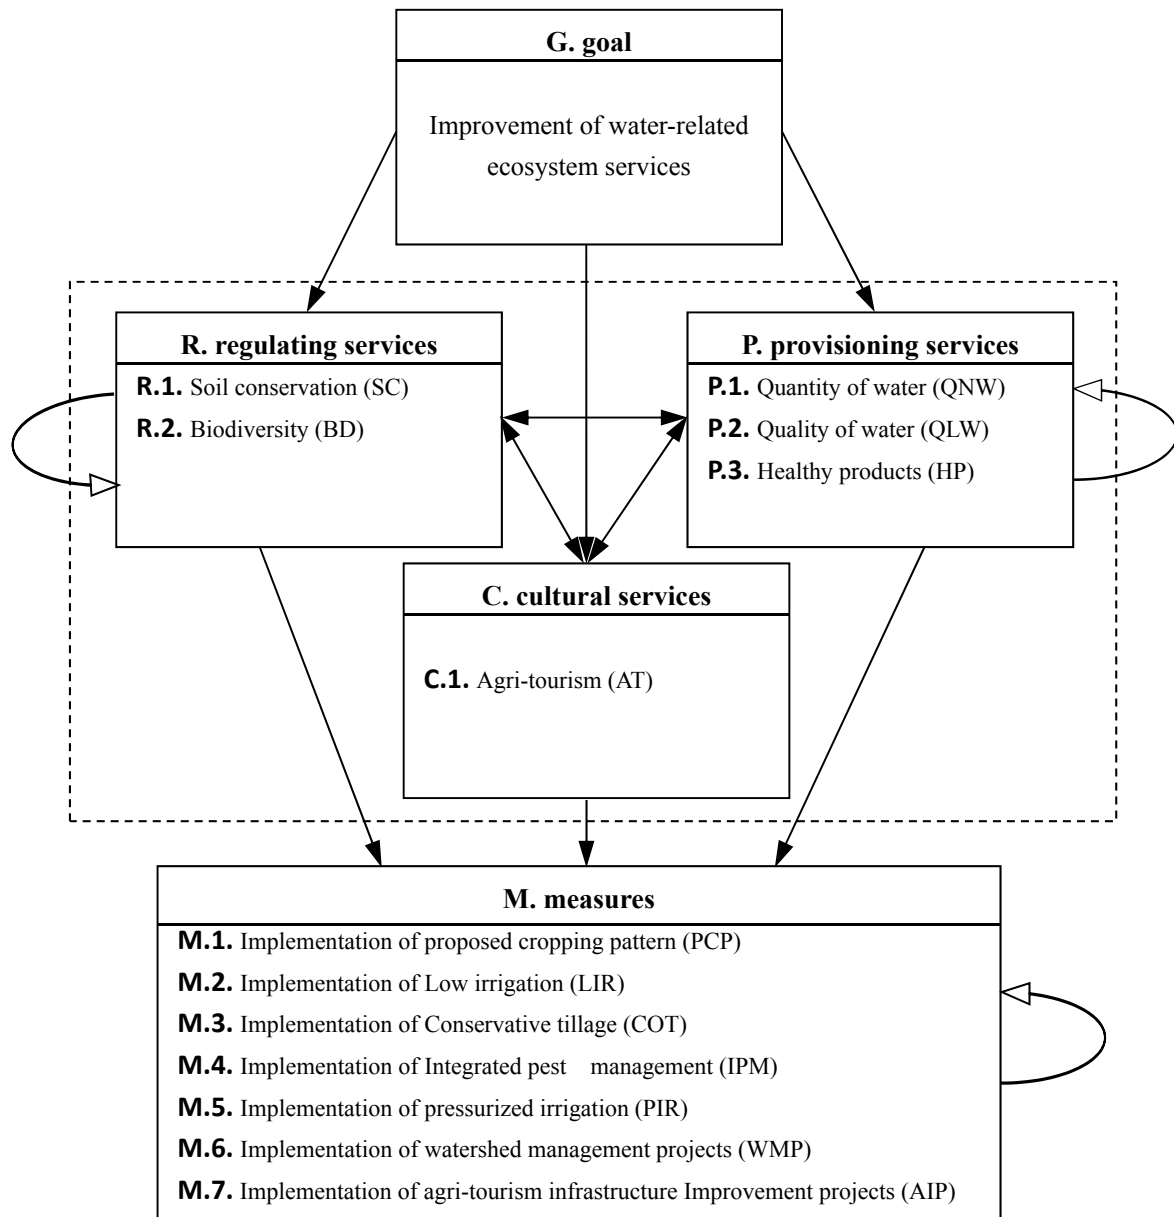 G. goal
Improvement of water-related
ecosystem services
R. regulating services
R.1. Soil conservation (SC)
R.2. Biodiversity (BD)
P. provisioning services
P.1. Quantity of water (QNW)
P.2. Quality of water (QLW)
P.3. Healthy products (HP)
C. cultural services
C.1. Agri-tourism (AT)
M. measures
M.1. Implementation of proposed cropping pattern (PCP)
M.2. Implementation of Low irrigation (LIR)
M.3. Implementation of Conservative tillage (COT)
M.4. Implementation of Integrated pest management (IPM)
M.5. Implementation of pressurized irrigation (PIR)
M.6. Implementation of watershed management projects (WMP)
M.7. Implementation of agri-tourism infrastructure Improvement projects (AIP)